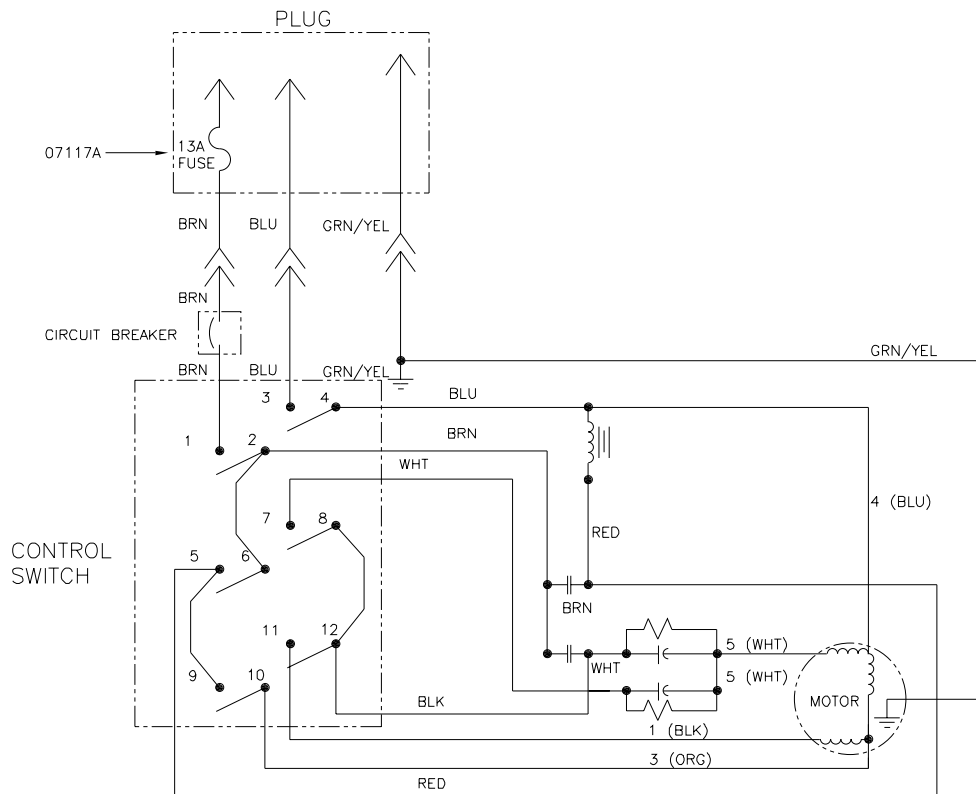 PLUG
07117A
13A
FUSE
BRN
BLU
GRN/YEL
BRN
CIRCUIT BREAKER
BRN
BLU
GRN/YEL
GRN/YEL
3
4
BLU
1
2
BRN
WHT
4 (BLU)
7
8
RED
CONTROL
SWITCH
5
6
BRN
11
12
5 (WHT)
WHT
9
10
5 (WHT)
BLK
MOTOR
1 (BLK)
3 (ORG)
RED